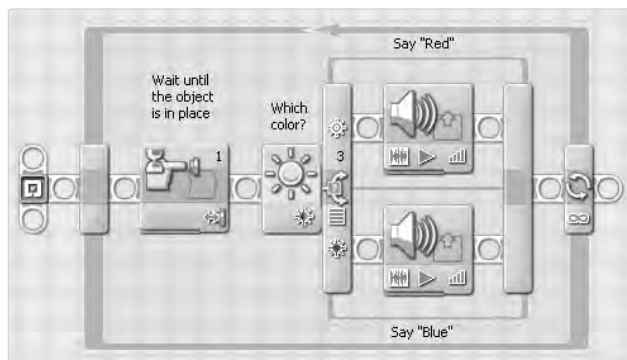 Say "Red"
Wait until
the object
is in place
Which
color?
1
3
Say "Blue"